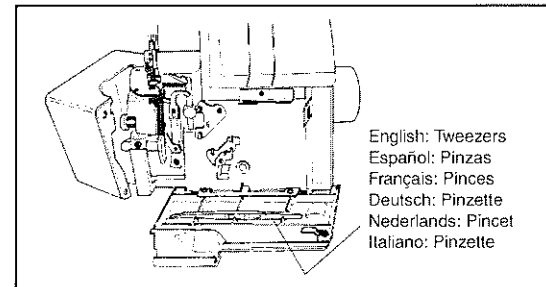 English: Tweezers
Español: Pinzas
Français: Pinces
Deutsch: Pinzette
Nederlands: Pincet
Italiano: Pinzette